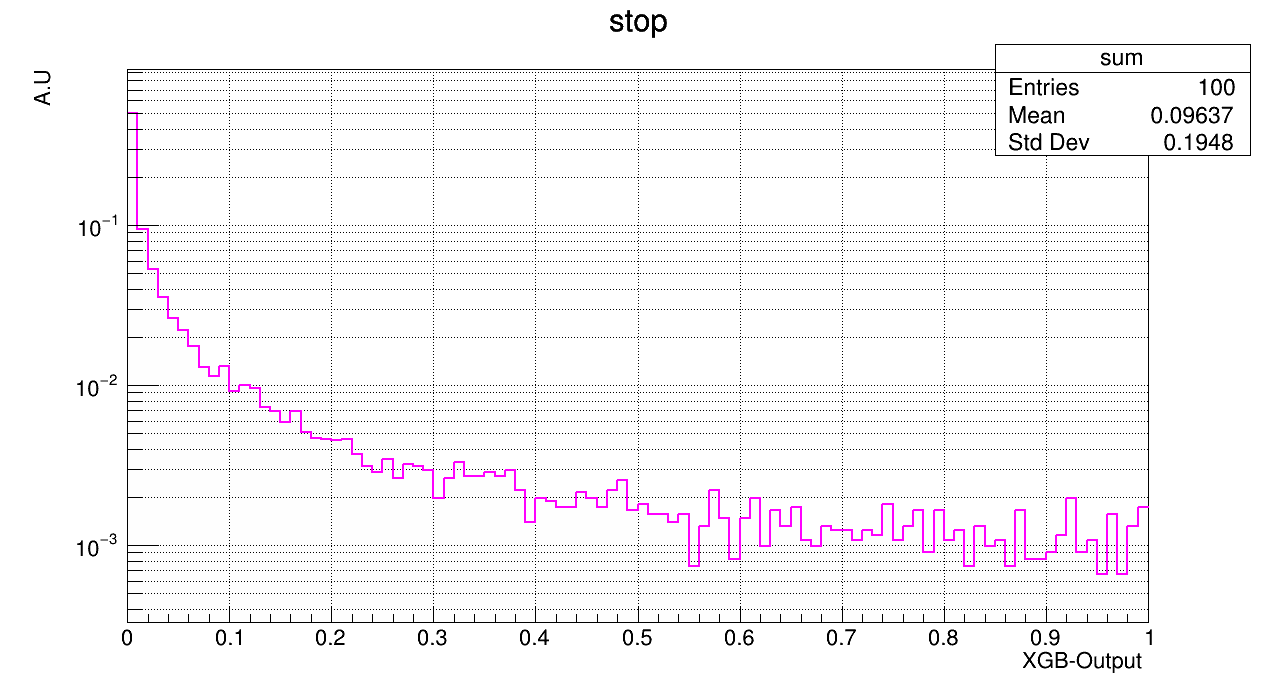 stop
A.U
sum
Entries 100
Mean 0.09637
Std Dev 0.1948
10⁻¹
10⁻²
10⁻³
0 0.1 0.2 0.3 0.4 0.5 0.6 0.7 0.8 0.9 1
XGB-Output